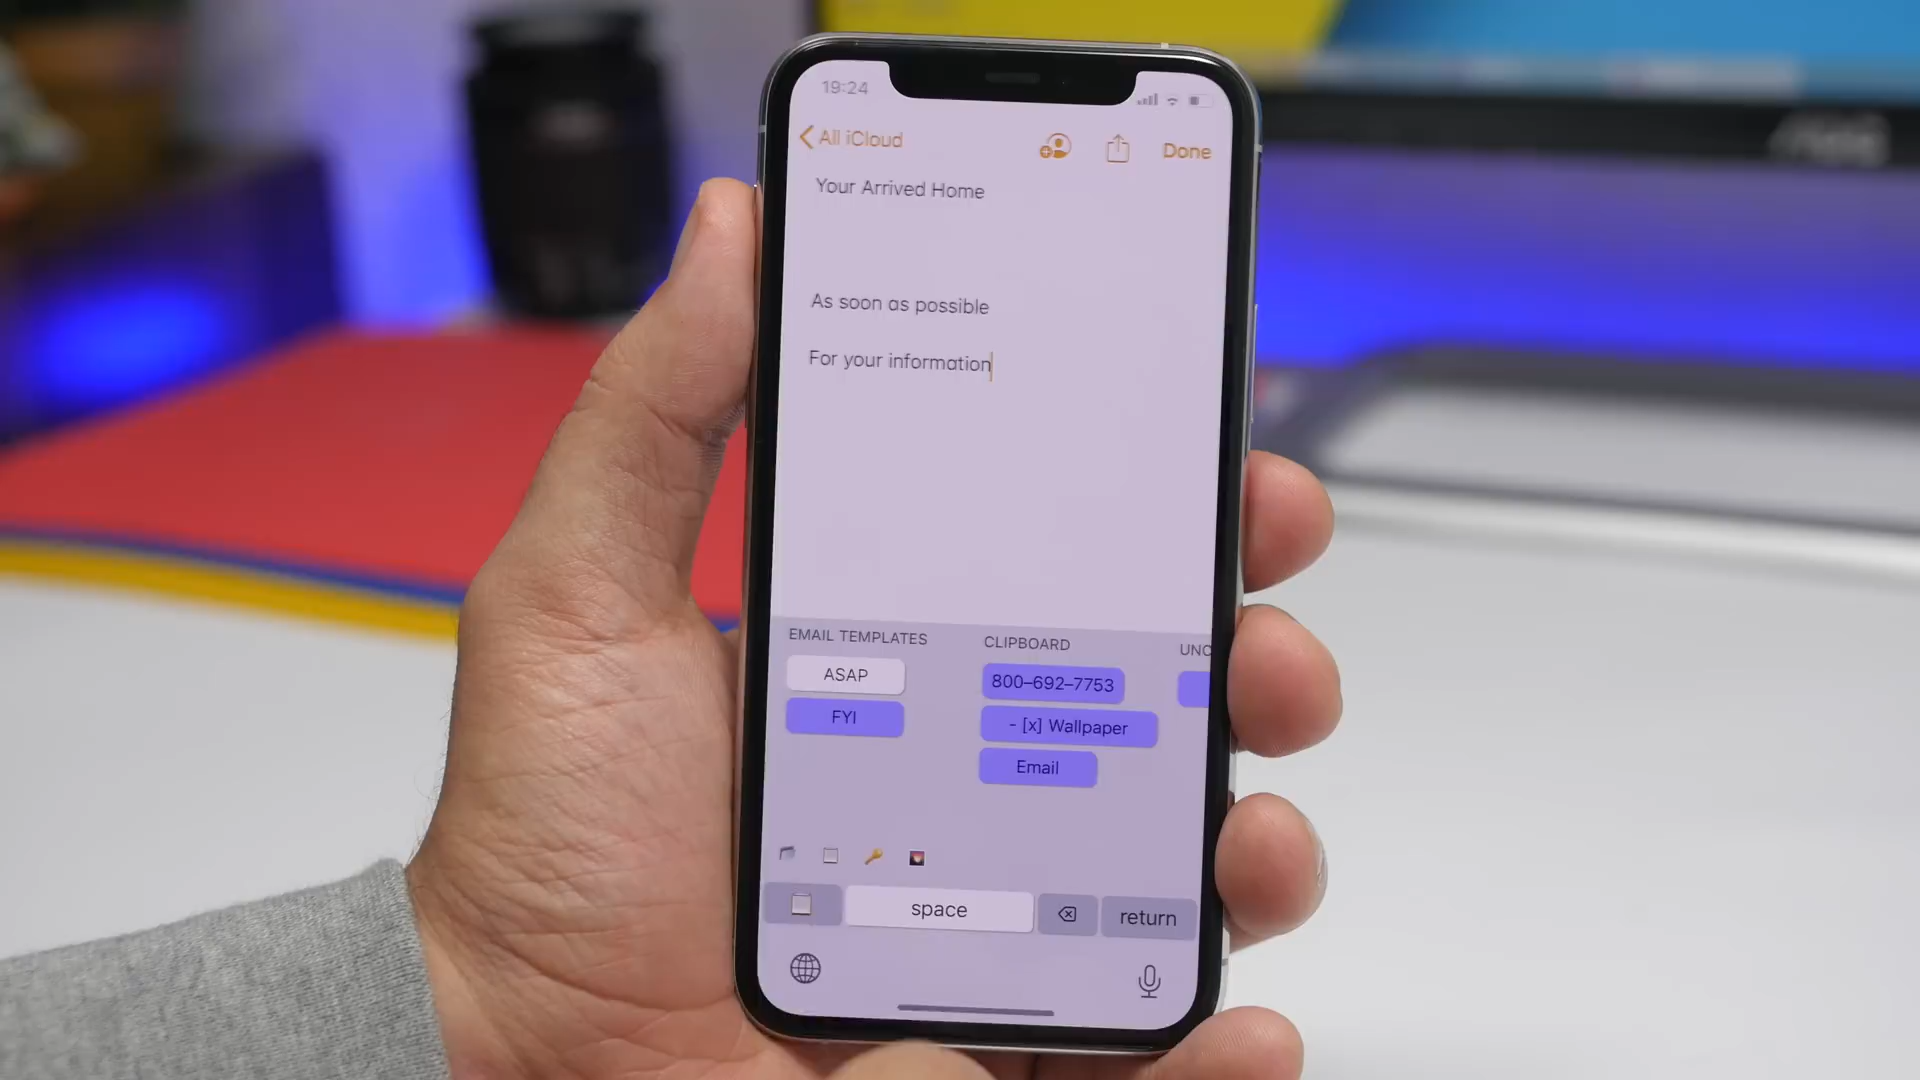 19:24
All iCloud
Done
Your Arrived Home
As soon as possible
For your information
EMAIL TEMPLATES
CLIPBOARD
UNC
ASAP
800-692-7753
FYI
- [x] Wallpaper
Email
space
return